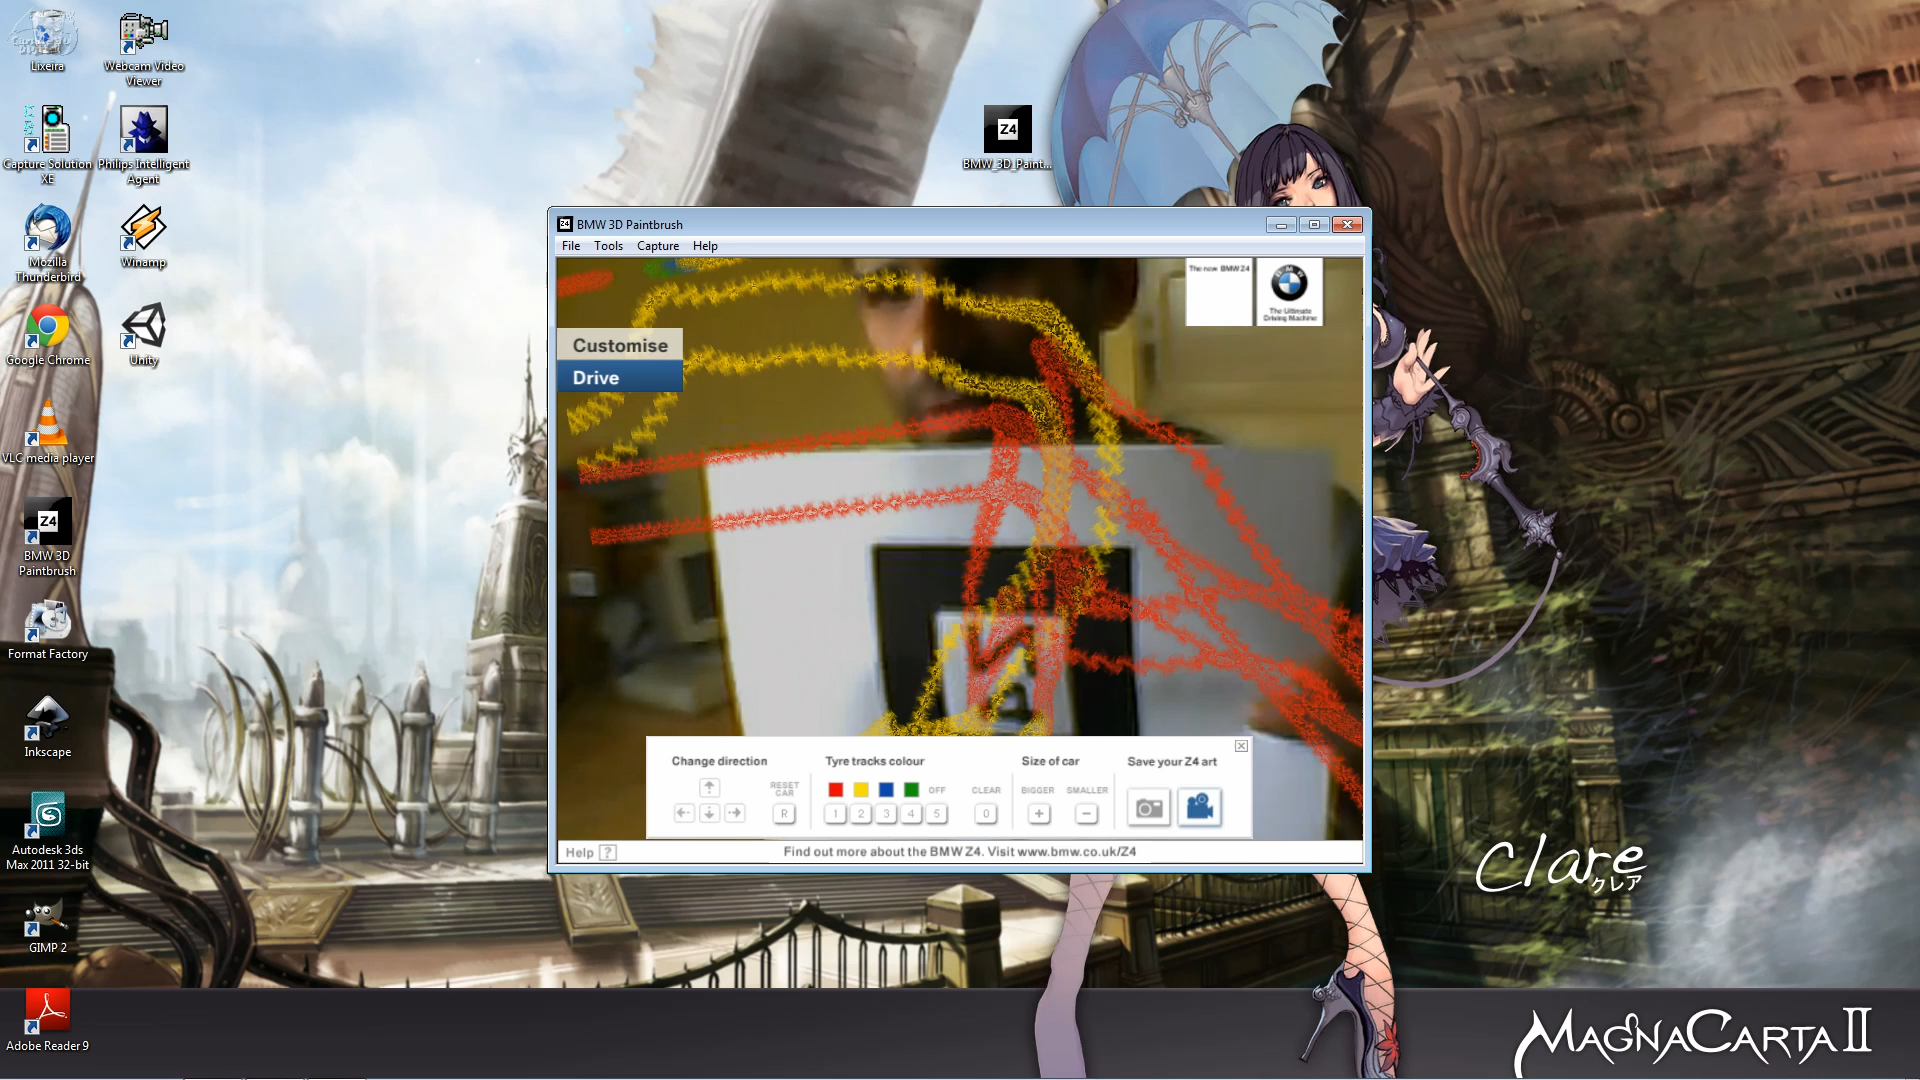 Lixeira
Webcam Video
Viewer
Capture Solution
XE
Philips Intelligent
Agent
Mozilla
Thunderbird
Winamp
Google Chrome
Unity
VLC media player
Z4
BMW 3D
Paintbrush
Format Factory
Inkscape
Autodesk 3ds
Max 2011 32-bit
GIMP 2
Adobe Reader 9
Z4
BMW_3D_Paint...
Z4 BMW 3D Paintbrush
File Tools Capture Help
The new BMW Z4
BMW
The Ultimate
Driving Machine
Customise
Drive
Change direction
RESET
CAR
R
Tyre tracks colour
OFF
CLEAR
1 2 3 4 5 0
Size of car
BIGGER SMALLER
+ -
Save your Z4 art
Help ?
Find out more about the BMW Z4. Visit www.bmw.co.uk/Z4
Clare
クレア
MAGNACARTA II